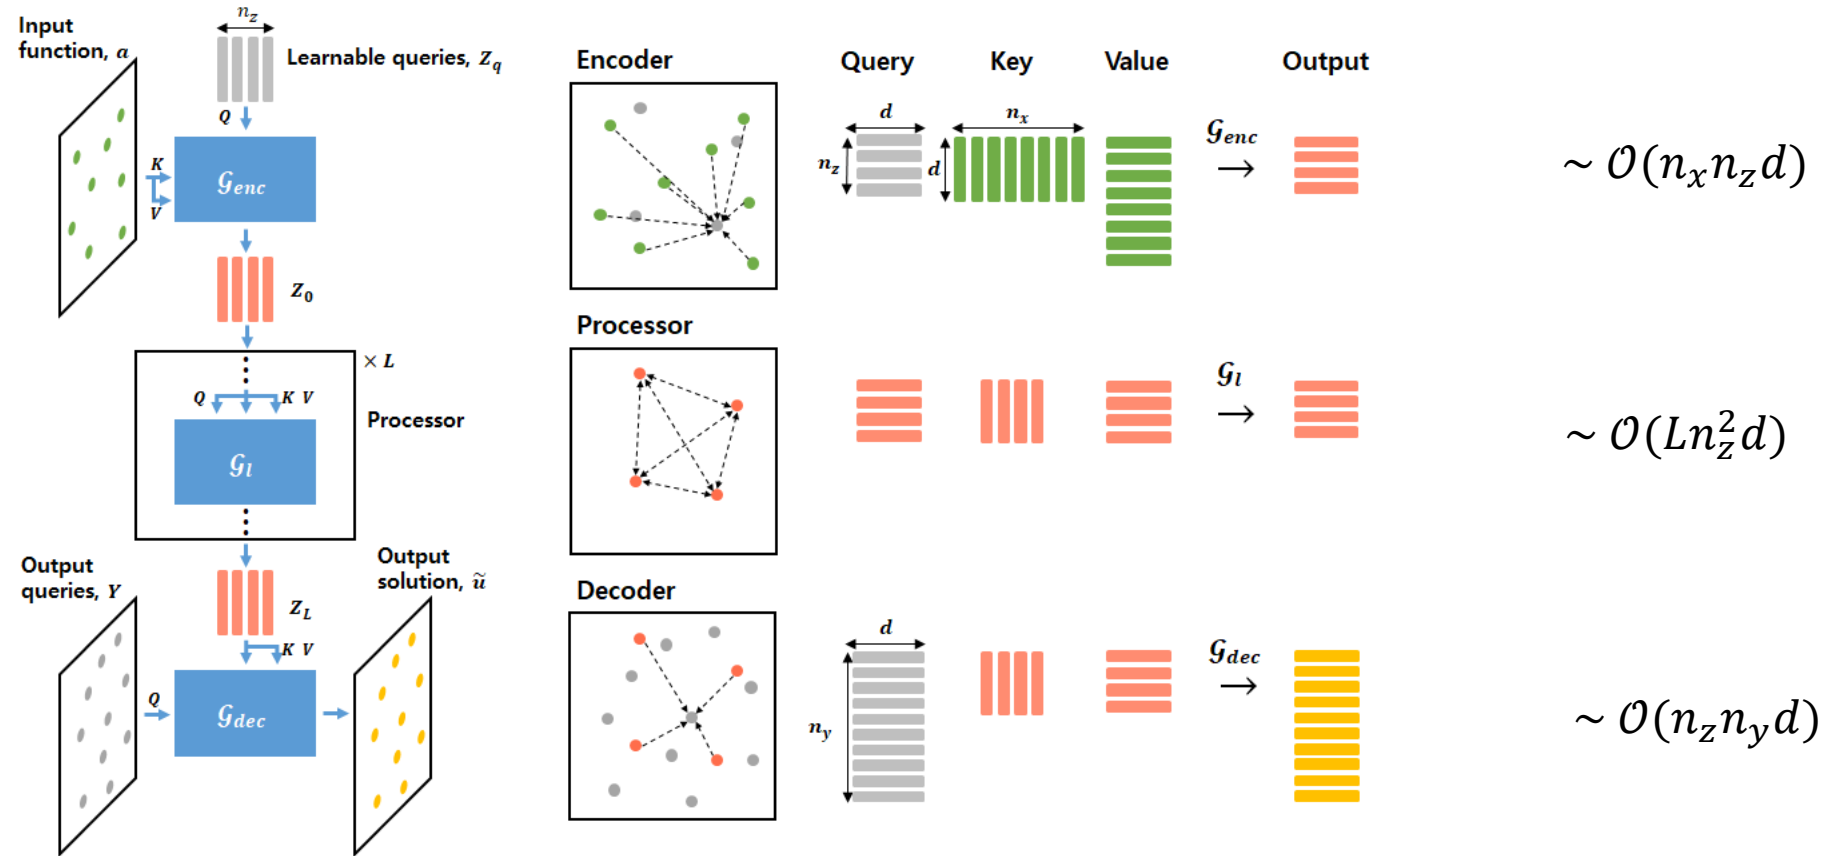 Input
function, a
n_z
Learnable queries, Z_q
Q
K
V
𝒢_enc
Z_0
× L
Q
K V
Processor
𝒢_l
Output
queries, Y
Z_L
K V
Q
𝒢_dec
Output
solution, ũ
Encoder
Query Key Value Output
d
n_z
n_x
d
𝒢_enc
→
~ 𝒪(n_x n_z d)
Processor
𝒢_l
→
~ 𝒪(L n_z^2 d)
Decoder
d
n_y
𝒢_dec
→
~ 𝒪(n_z n_y d)